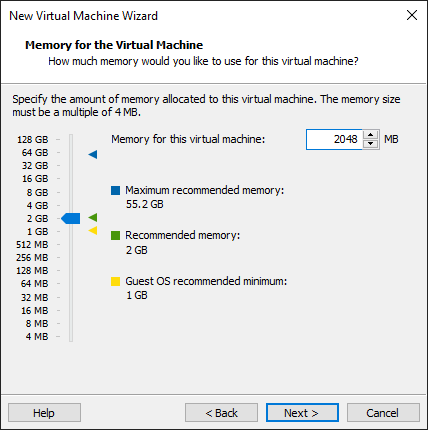 New Virtual Machine Wizard
Memory for the Virtual Machine
How much memory would you like to use for this virtual machine?
Specify the amount of memory allocated to this virtual machine. The memory size
must be a multiple of 4 MB.
128 GB
64 GB
32 GB
16 GB
8 GB
4 GB
2 GB
1 GB
512 MB
256 MB
128 MB
64 MB
32 MB
16 MB
8 MB
4 MB
Memory for this virtual machine: 2048 MB
Maximum recommended memory:
55.2 GB
Recommended memory:
2 GB
Guest OS recommended minimum:
1 GB
Help < Back Next > Cancel